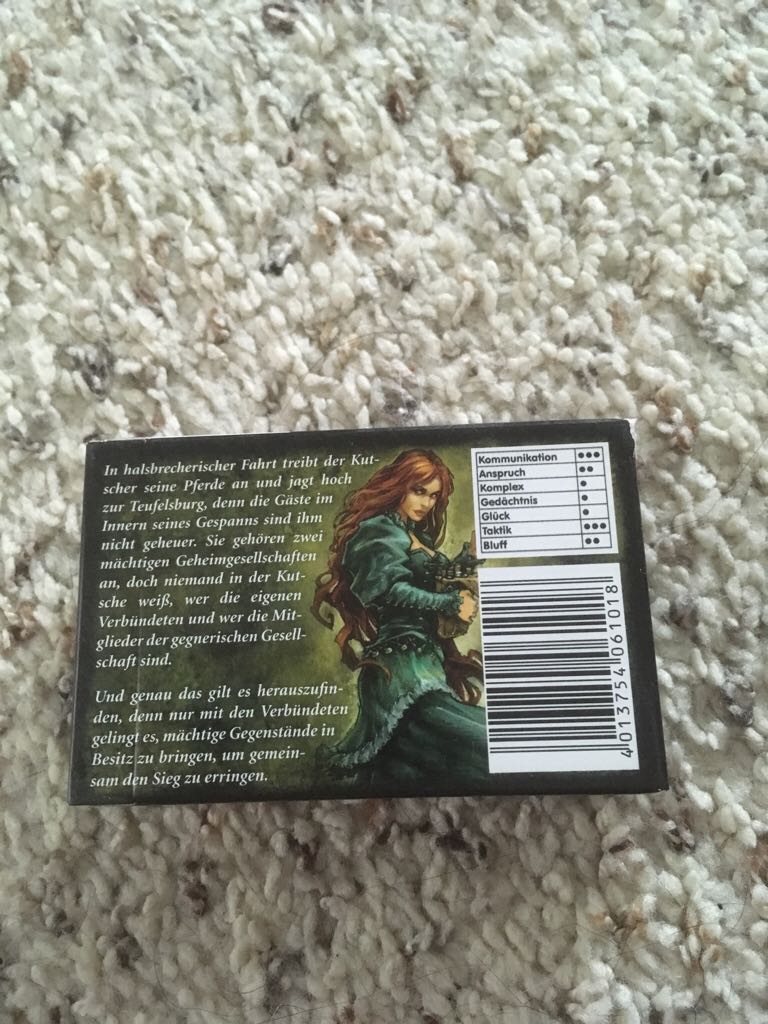 In halsbrecherischer Fahrt treibt der Kut-
scher seine Pferde an und jagt hoch
zur Teufelsburg, denn die Gäste im
Innern seines Gespanns sind ihm
nicht geheuer. Sie gehören zwei
mächtigen Geheimgesellschaften
an, doch niemand in der Kut-
sche weiß, wer die eigenen
Verbündeten und wer die Mit-
glieder der gegnerischen Gesell-
schaft sind.
Und genau das gilt es herauszufin-
den, denn nur mit den Verbündeten
gelingt es, mächtige Gegenstände in
Besitz zu bringen, um gemein-
sam den Sieg zu erringen.
Kommunikation •••
Anspruch ••
Komplex •
Gedächtnis •
Glück •
Taktik •••
Bluff ••
4 013754 061018